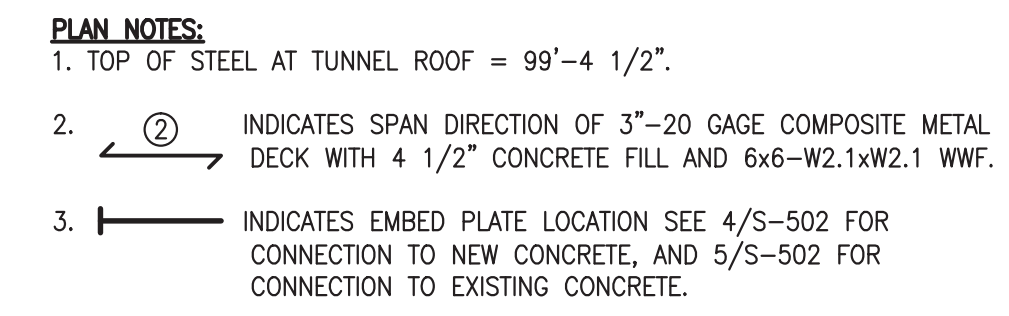 PLAN NOTES:
1. TOP OF STEEL AT TUNNEL ROOF = 99'-4 1/2".
2. ② INDICATES SPAN DIRECTION OF 3"-20 GAGE COMPOSITE METAL
DECK WITH 4 1/2" CONCRETE FILL AND 6x6-W2.1xW2.1 WWF.
3. INDICATES EMBED PLATE LOCATION SEE 4/S-502 FOR
CONNECTION TO NEW CONCRETE, AND 5/S-502 FOR
CONNECTION TO EXISTING CONCRETE.